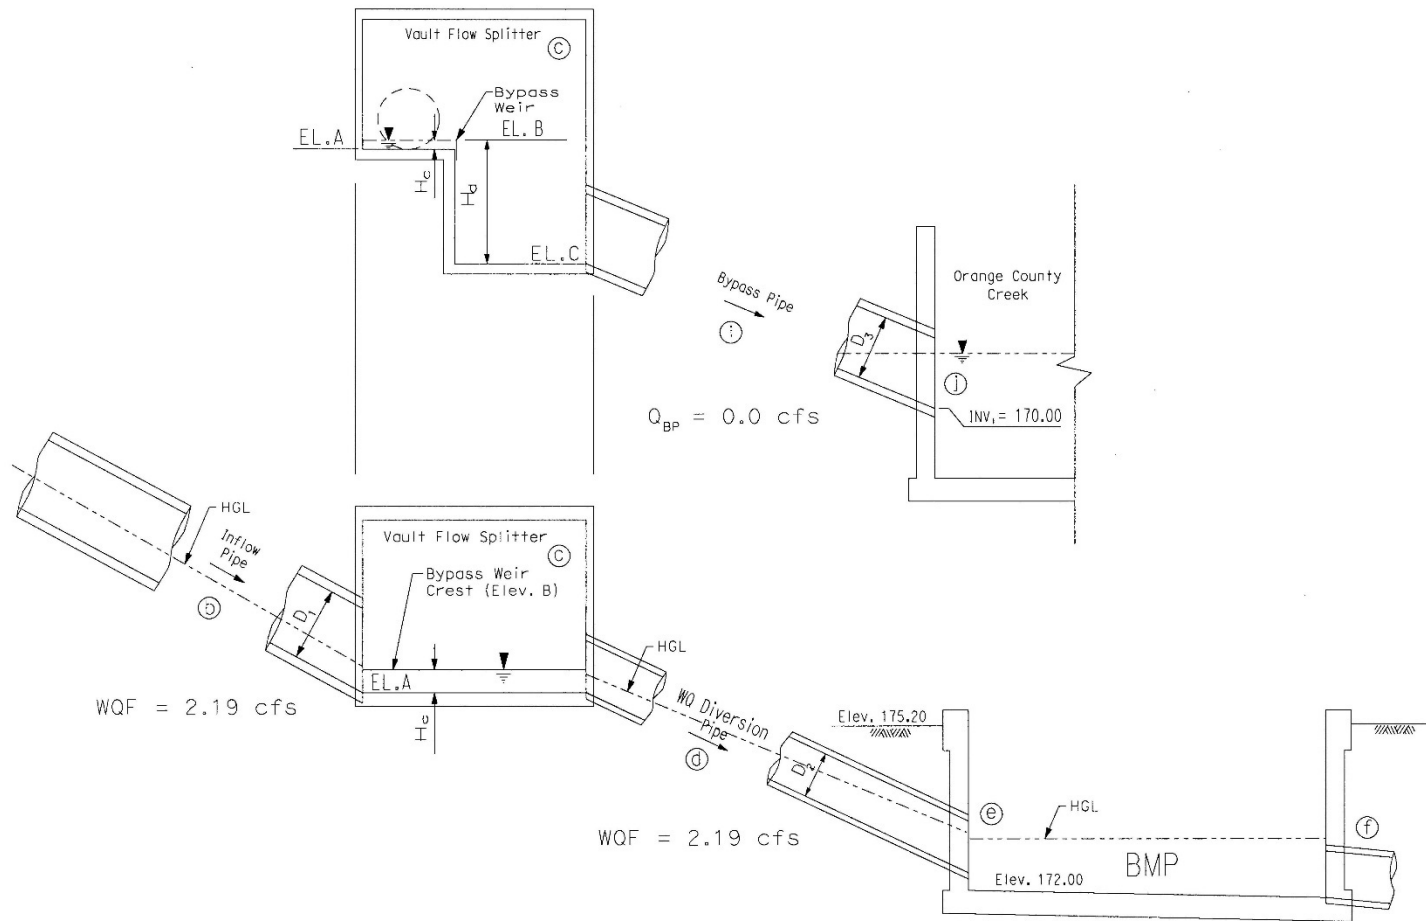 Vault Flow Splitter
C
Bypass
Weir
EL.A
EL. B
Hc
Hd
EL.C
Bypass Pipe
i
Orange County
Creek
D3
j
QBP = 0.0 cfs
INV, = 170.00
HGL
Inflow
Pipe
b
D1
Vault Flow Splitter
C
Bypass Weir
Crest (Elev. B)
EL.A
Hc
HGL
WQF = 2.19 cfs
WQ Diversion
Pipe
d
D2
WQF = 2.19 cfs
Elev. 175.20
e
HGL
f
BMP
Elev. 172.00